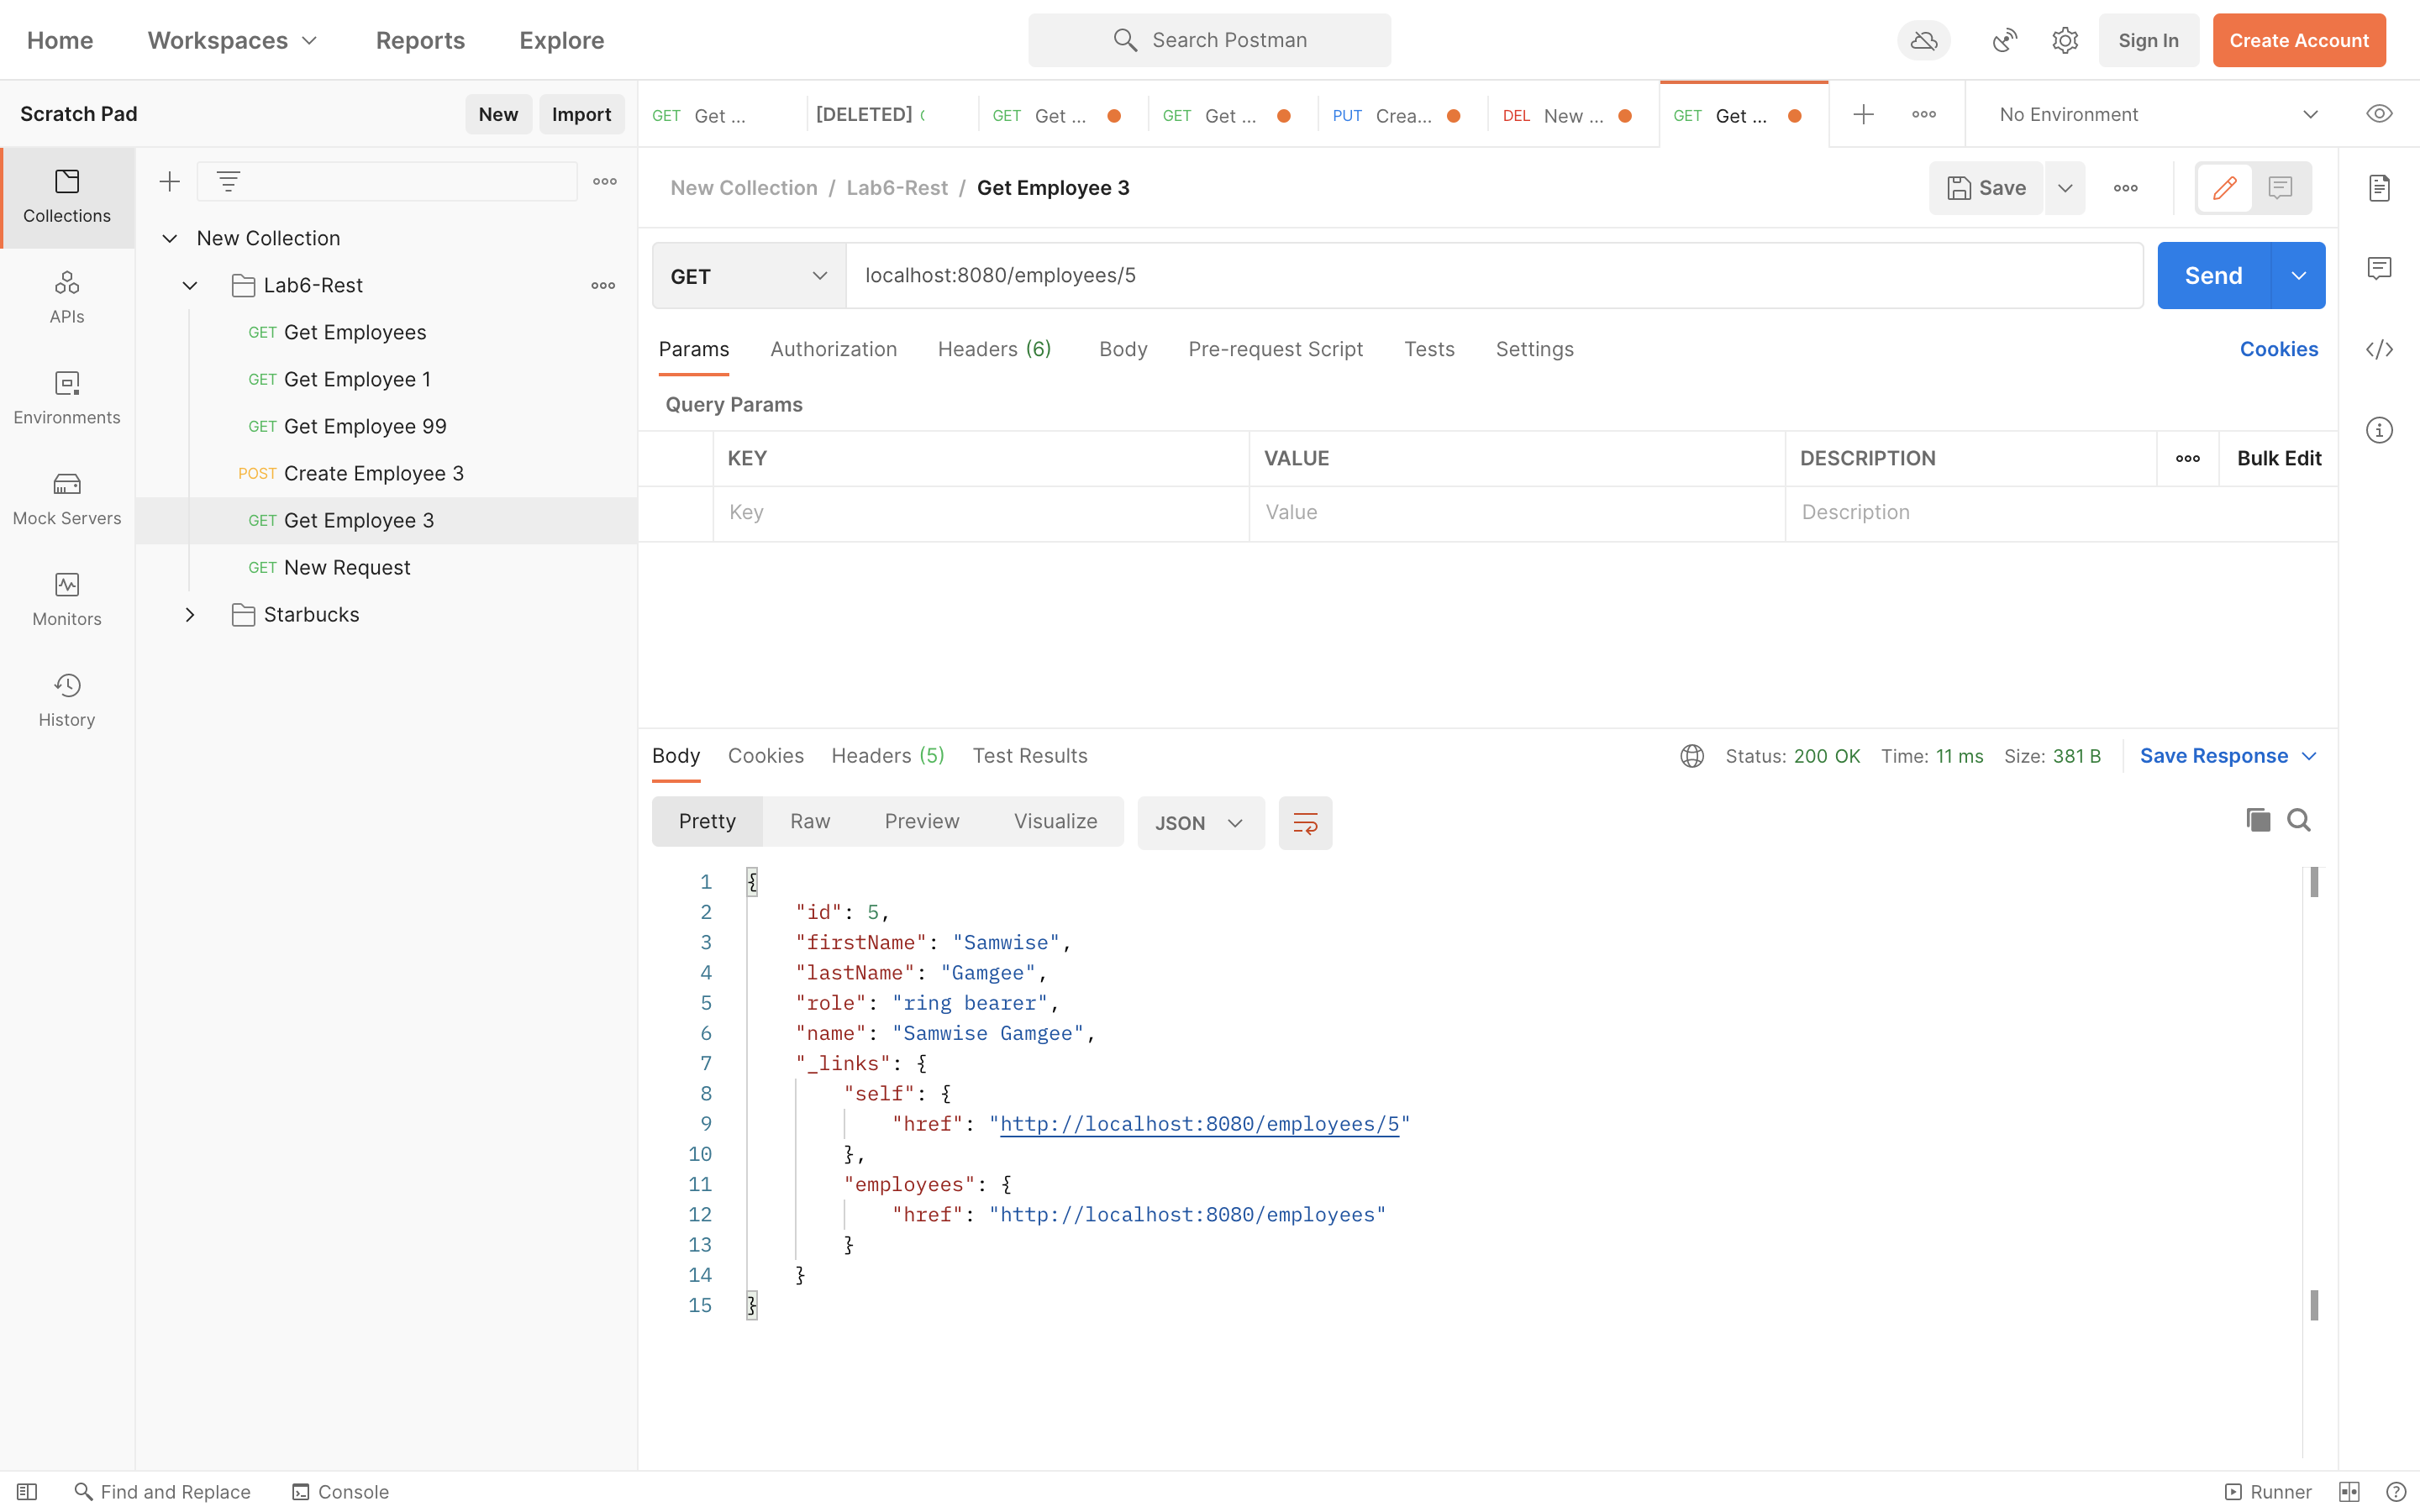 Home Workspaces Reports Explore Search Postman Sign In Create Account
Scratch Pad New Import GET Get ... [DELETED] GET Get ... GET Get ... PUT Crea... DEL New ... GET Get ... No Environment
Collections
APIs
Environments
Mock Servers
Monitors
History
New Collection
Lab6-Rest
GET Get Employees
GET Get Employee 1
GET Get Employee 99
POST Create Employee 3
GET Get Employee 3
GET New Request
Starbucks
New Collection / Lab6-Rest / Get Employee 3 Save
GET localhost:8080/employees/5 Send
Params Authorization Headers (6) Body Pre-request Script Tests Settings Cookies
Query Params
KEY VALUE DESCRIPTION Bulk Edit
Key Value Description
Body Cookies Headers (5) Test Results Status: 200 OK Time: 11 ms Size: 381 B Save Response
Pretty Raw Preview Visualize JSON
1 {
2 "id": 5,
3 "firstName": "Samwise",
4 "lastName": "Gamgee",
5 "role": "ring bearer",
6 "name": "Samwise Gamgee",
7 "_links": {
8 "self": {
9 "href": "http://localhost:8080/employees/5"
10 },
11 "employees": {
12 "href": "http://localhost:8080/employees"
13 }
14 }
15 }
Find and Replace Console Runner